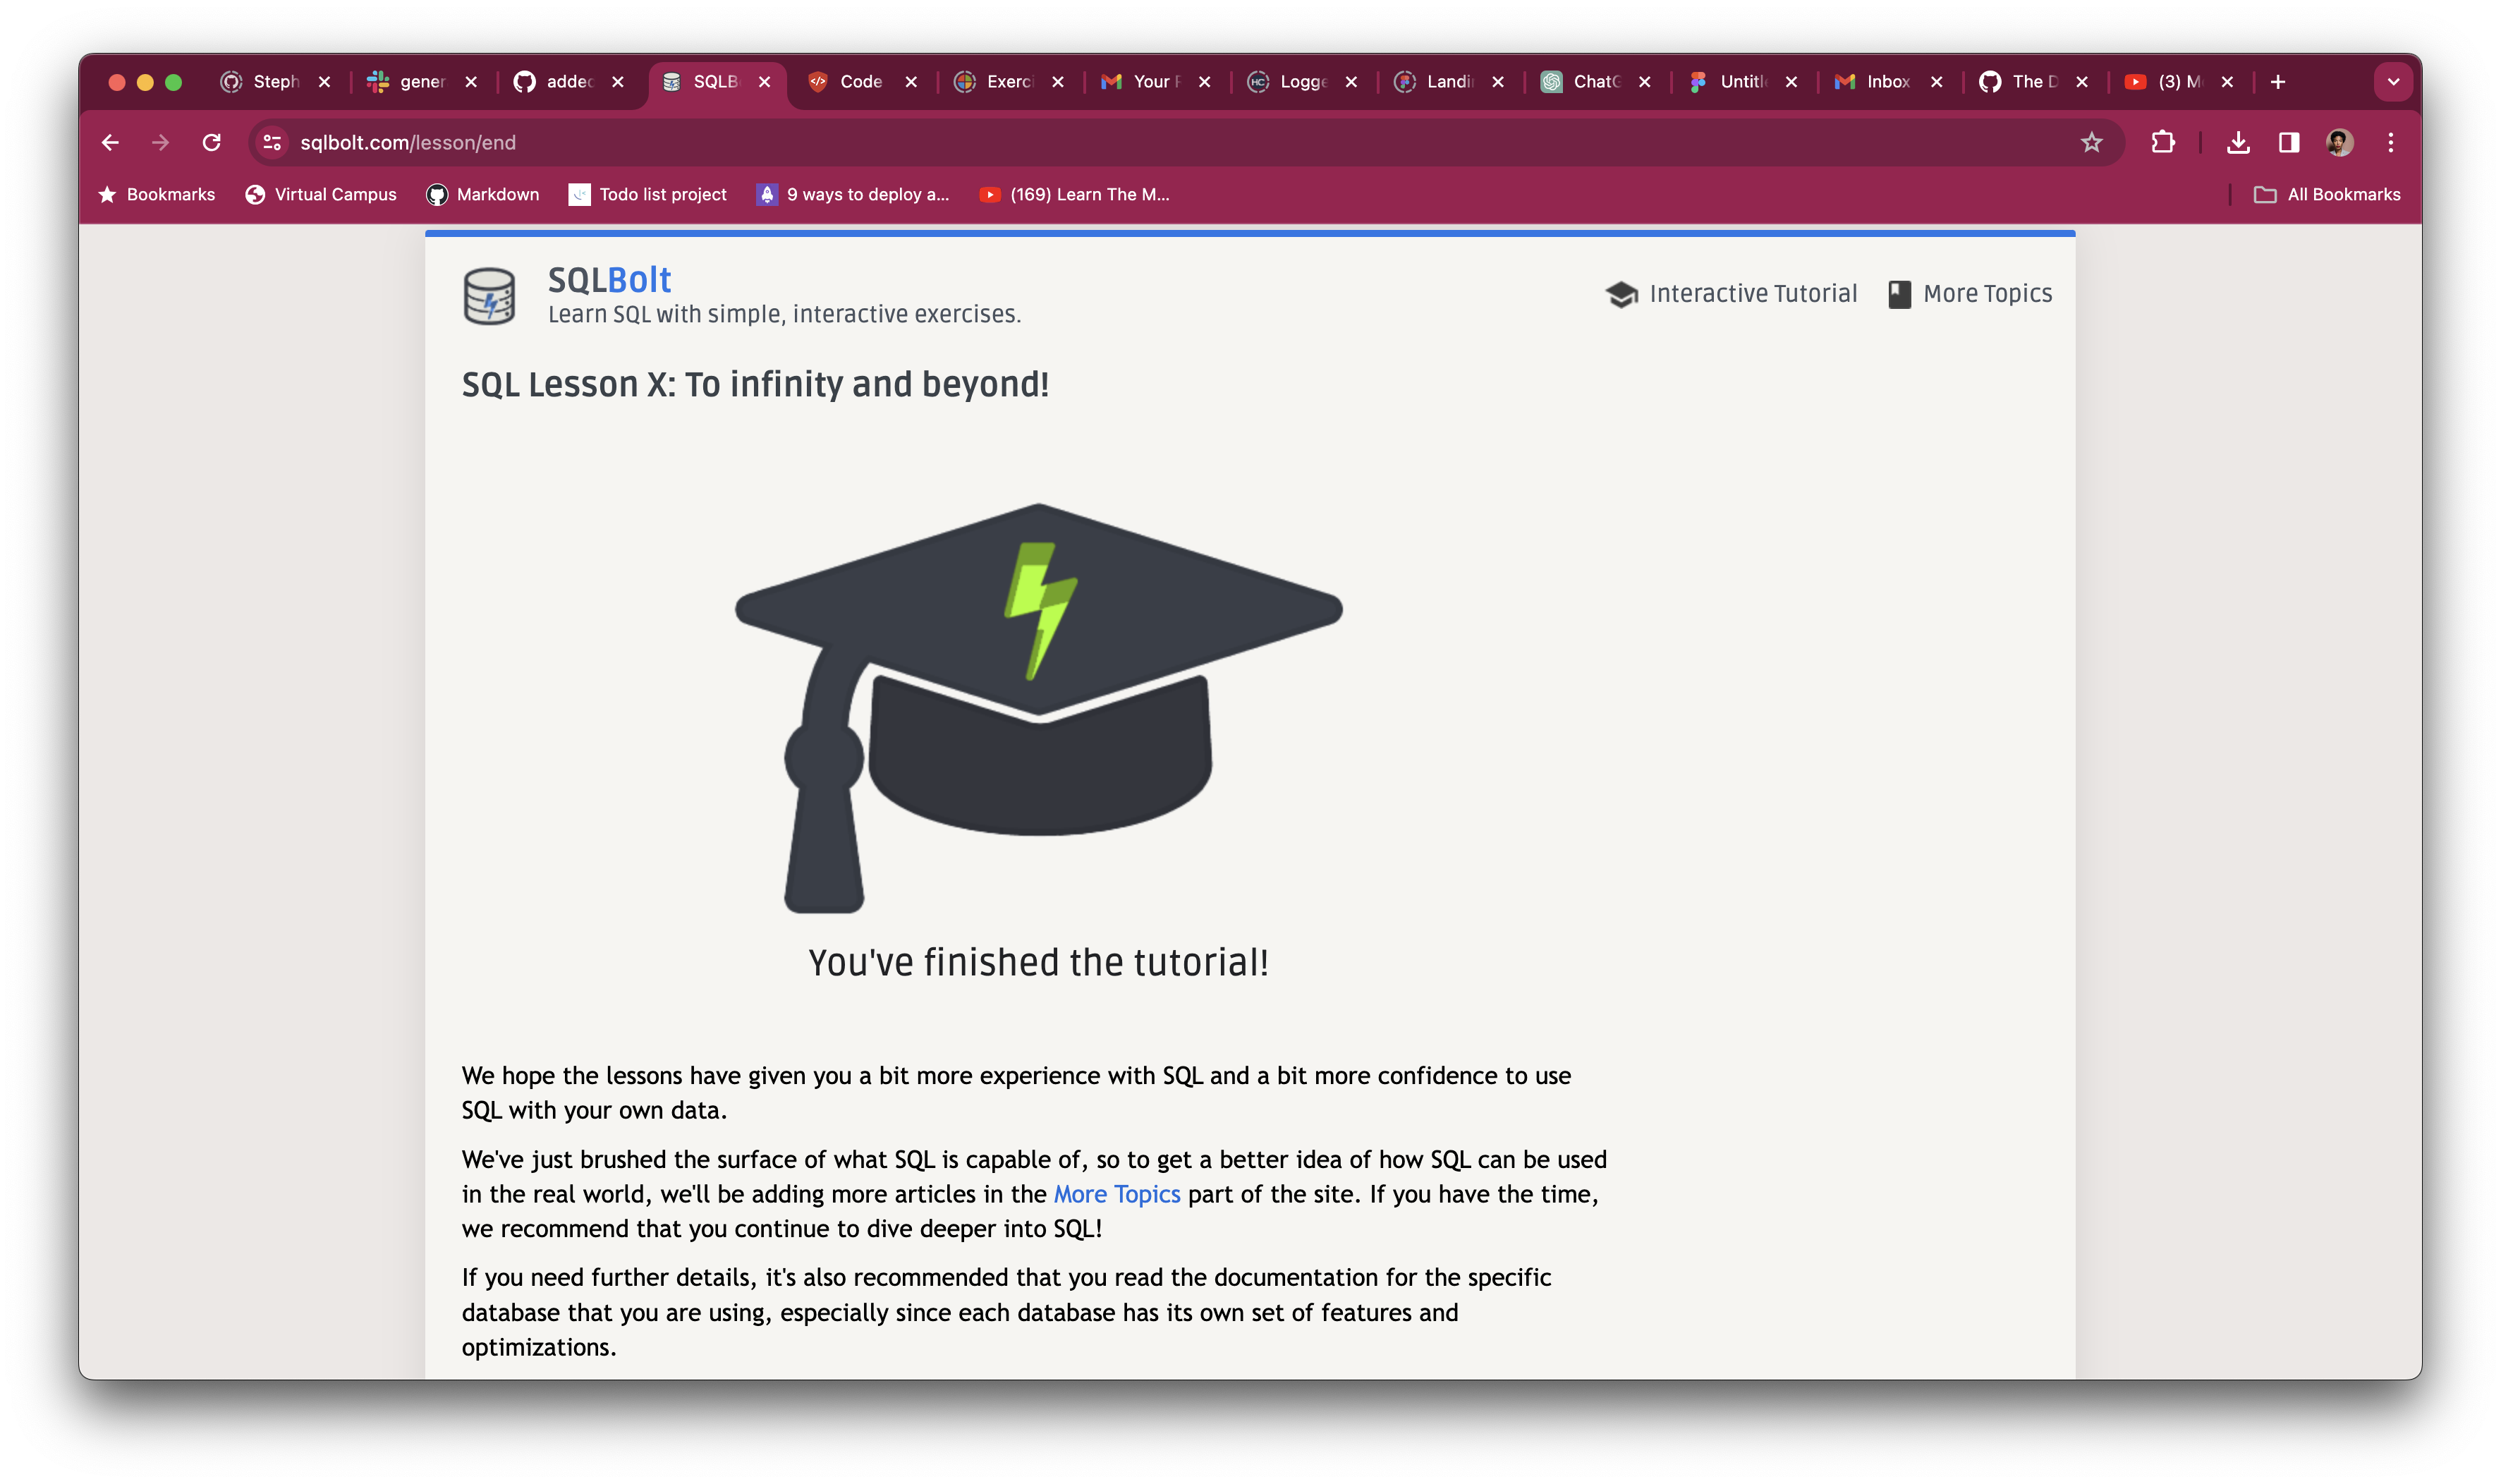 Steph gener added SQLB Code Exerci Your Logge Landi ChatG Untitl Inbox The D (3) M
sqlbolt.com/lesson/end
Bookmarks Virtual Campus Markdown Todo list project 9 ways to deploy a... (169) Learn The M... All Bookmarks
SQLBolt
Learn SQL with simple, interactive exercises.
Interactive Tutorial More Topics
SQL Lesson X: To infinity and beyond!
You've finished the tutorial!
We hope the lessons have given you a bit more experience with SQL and a bit more confidence to use
SQL with your own data.
We've just brushed the surface of what SQL is capable of, so to get a better idea of how SQL can be used
in the real world, we'll be adding more articles in the More Topics part of the site. If you have the time,
we recommend that you continue to dive deeper into SQL!
If you need further details, it's also recommended that you read the documentation for the specific
database that you are using, especially since each database has its own set of features and
optimizations.